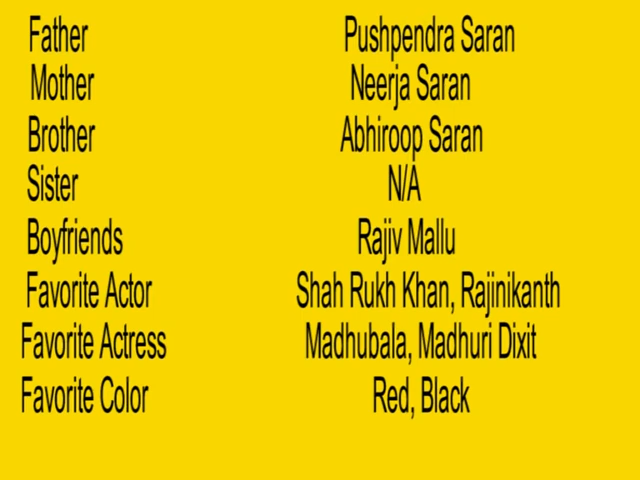 Father Pushpendra Saran
Mother Neerja Saran
Brother Abhiroop Saran
Sister N/A
Boyfriends Rajiv Mallu
Favorite Actor Shah Rukh Khan, Rajinikanth
Favorite Actress Madhubala, Madhuri Dixit
Favorite Color Red, Black